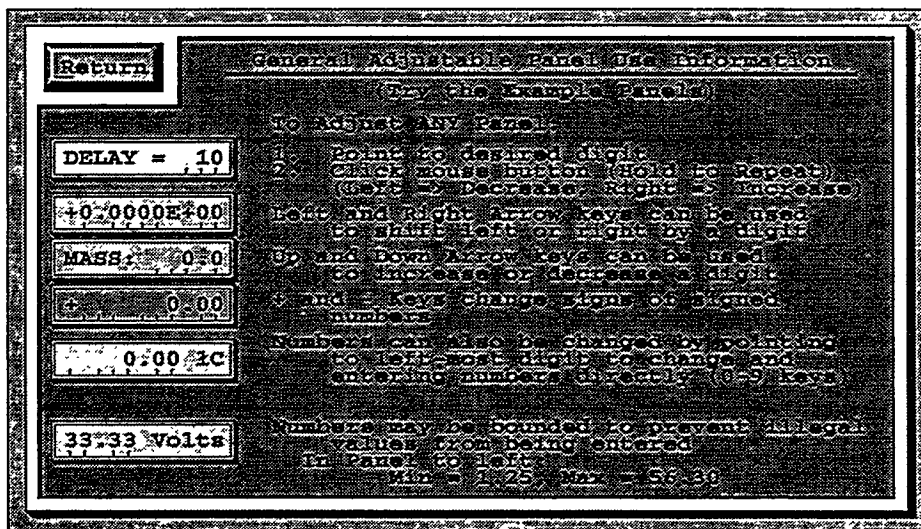 Return
General Adjustable Panel Use Information
(Try the Example Panels)
To Adjust ANY Panel:
1. Point to desired digit
2. Click mouse button (Hold to Repeat)
(Left => Decrease, Right => Increase)
Left and Right Arrow keys can be used
to shift left or right by a digit
Up and Down Arrow keys can be used
to increase or decrease a digit
+ and - Keys change signs of signed
numbers
Numbers can also be changed by pointing
to left-most digit to change and
entering numbers directly (0-9) keys
Numbers may be bounded to prevent illegal
values from being entered
In Panel to left
Min = 1.25, Max = 56.30
DELAY = 10
+0.0000E+00
MASS: 0.0
+ 0.00
0.00 C
33.33 Volts